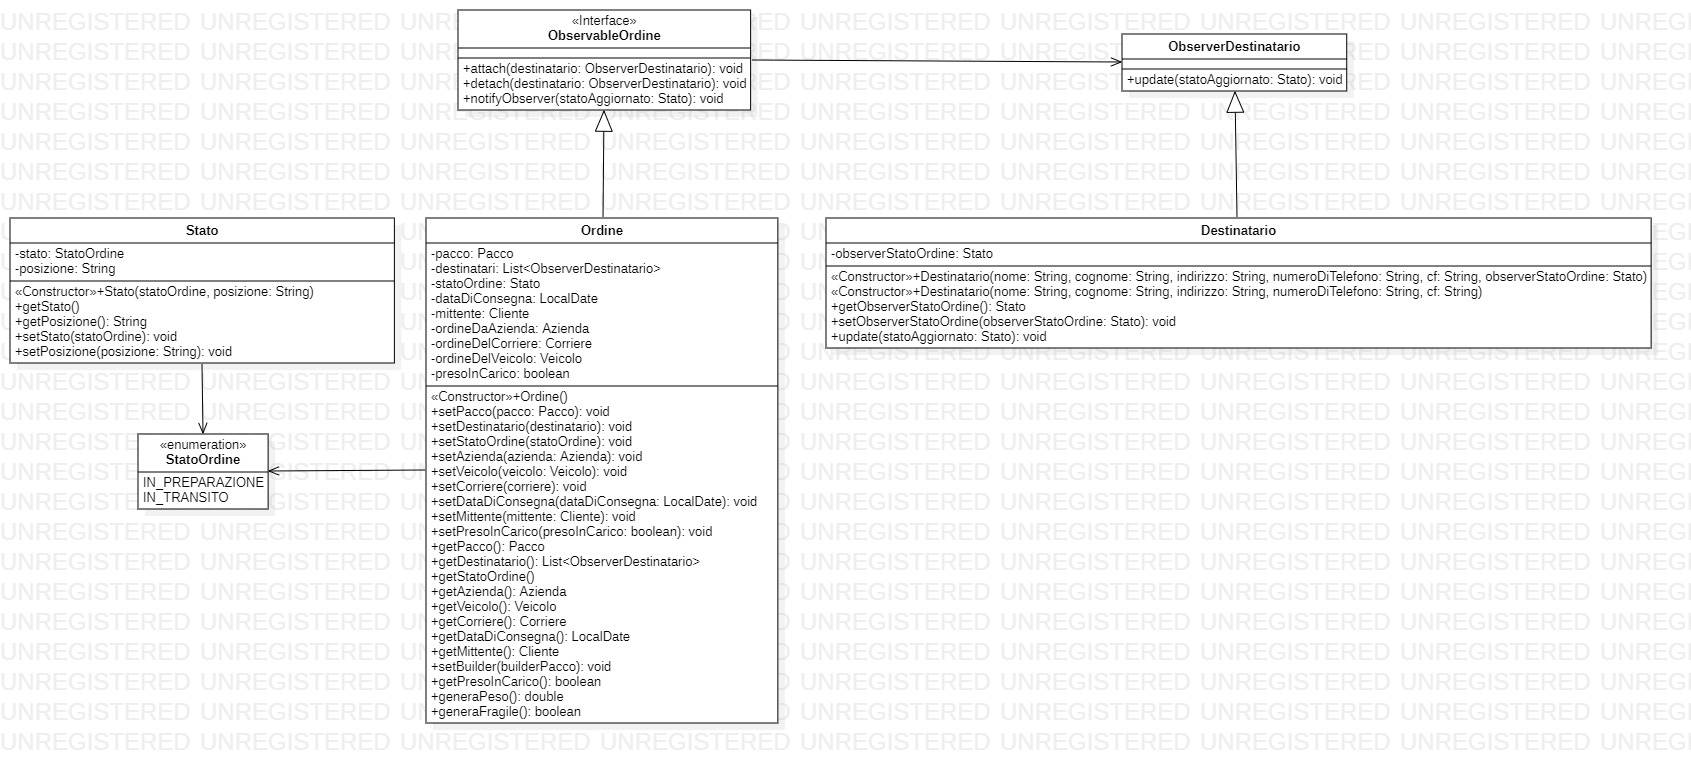 «Interface»
ObservableOrdine
+attach(destinatario: ObserverDestinatario): void
+detach(destinatario: ObserverDestinatario): void
+notifyObserver(statoAggiornato: Stato): void
ObserverDestinatario
+update(statoAggiornato: Stato): void
Stato
-stato: StatoOrdine
-posizione: String
«Constructor»+Stato(statoOrdine, posizione: String)
+getStato()
+getPosizione(): String
+setStato(statoOrdine): void
+setPosizione(posizione: String): void
Ordine
-pacco: Pacco
-destinatari: List<ObserverDestinatario>
-statoOrdine: Stato
-dataDiConsegna: LocalDate
-mittente: Cliente
-ordineDaAzienda: Azienda
-ordineDelCorriere: Corriere
-ordineDelVeicolo: Veicolo
-presoInCarico: boolean
«Constructor»+Ordine()
+setPacco(pacco: Pacco): void
+setDestinatario(destinatario): void
+setStatoOrdine(statoOrdine): void
+setAzienda(azienda: Azienda): void
+setVeicolo(veicolo: Veicolo): void
+setCorriere(corriere): void
+setDataDiConsegna(dataDiConsegna: LocalDate): void
+setMittente(mittente: Cliente): void
+setPresoInCarico(presoInCarico: boolean): void
+getPacco(): Pacco
+getDestinatario(): List<ObserverDestinatario>
+getStatoOrdine()
+getAzienda(): Azienda
+getVeicolo(): Veicolo
+getCorriere(): Corriere
+getDataDiConsegna(): LocalDate
+getMittente(): Cliente
+setBuilder(builderPacco): void
+getPresoInCarico(): boolean
+generaPeso(): double
+generaFragile(): boolean
Destinatario
-observerStatoOrdine: Stato
«Constructor»+Destinatario(nome: String, cognome: String, indirizzo: String, numeroDiTelefono: String, cf: String, observerStatoOrdine: Stato)
«Constructor»+Destinatario(nome: String, cognome: String, indirizzo: String, numeroDiTelefono: String, cf: String)
+getObserverStatoOrdine(): Stato
+setObserverStatoOrdine(observerStatoOrdine: Stato): void
+update(statoAggiornato: Stato): void
«enumeration»
StatoOrdine
IN_PREPARAZIONE
IN_TRANSITO
UNREGISTERED